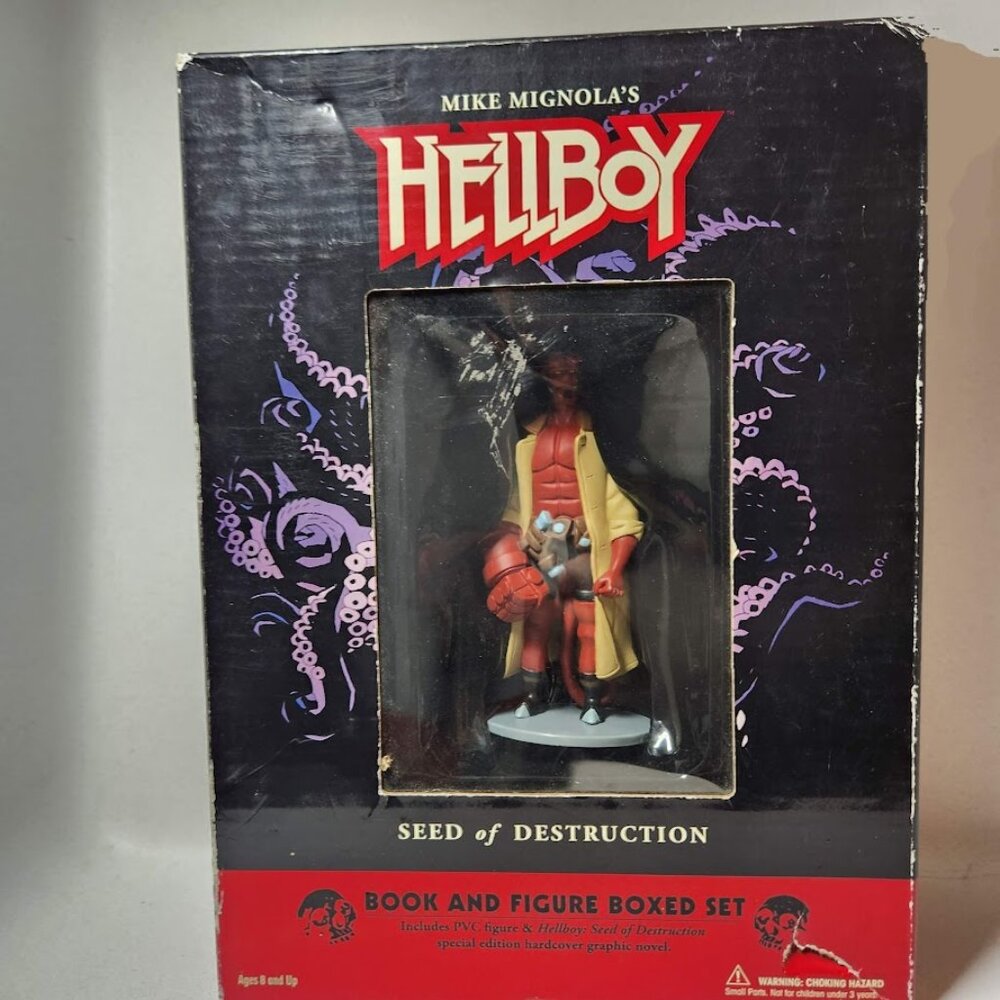 MIKE MIGNOLA'S
HELLBOY
SEED of DESTRUCTION
BOOK AND FIGURE BOXED SET
Includes PVC figure & Hellboy: Seed of Destruction
special edition hardcover graphic novel.
Ages 8 and Up
WARNING: CHOKING HAZARD
Small Parts. Not for children under 3 years.